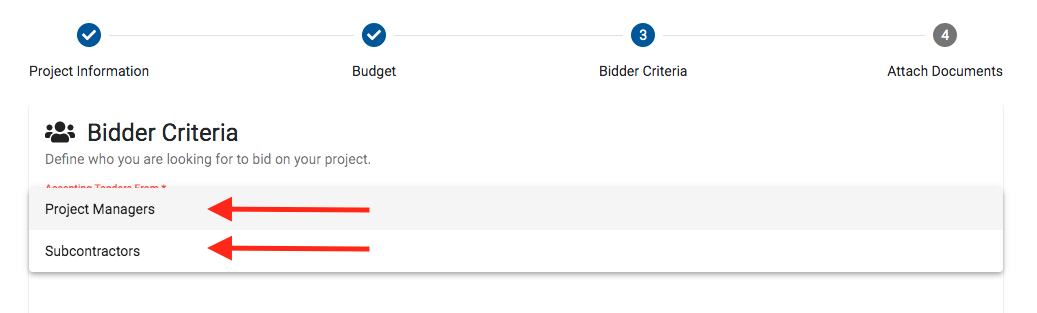 3
4
Project Information
Budget
Bidder Criteria
Attach Documents
Bidder Criteria
Define who you are looking for to bid on your project.
Accepting Tenders From *
Project Managers
Subcontractors